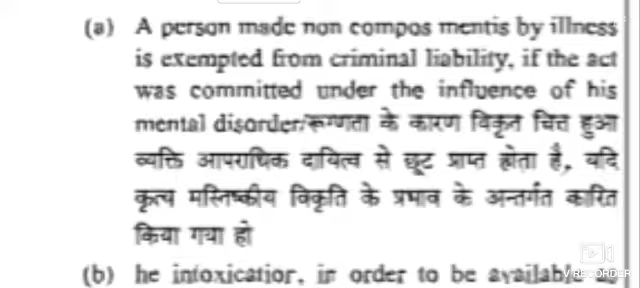 (a) A person made non compos mentis by illness
is exempted from criminal liability, if the act
was committed under the influence of his
mental disorder/रूग्णता के कारण विकृत चित्त हुआ
व्यक्ति आपराधिक दायित्व से छूट प्राप्त होता है, यदि
कृत्य मस्तिष्कीय विकृति के प्रभाव के अन्तर्गत कारित
किया गया हो
(b) he intoxication, in order to be available as
V RECORDER